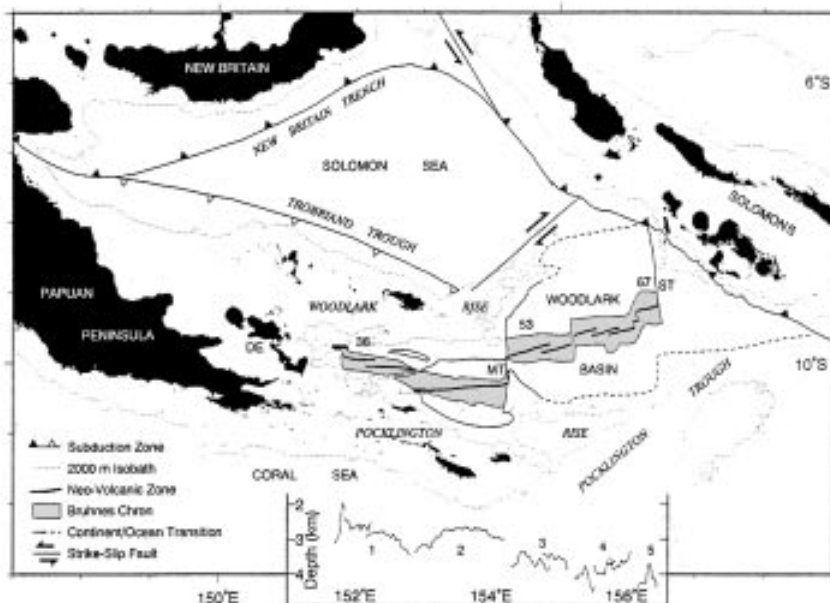 NEW BRITAIN
6°S
NEW BRITAIN TRENCH
SOLOMON SEA
SOLOMONS
TROBRIAND TROUGH
PAPUAN
PENINSULA
DE
WOODLARK RISE
WOODLARK
BASIN
67
ST
53
36
MT
10°S
POCKLINGTON RISE
POCKLINGTON TROUGH
CORAL SEA
Subduction Zone
2000 m Isobath
Neo-Volcanic Zone
Bruhnes Chron
Continent/Ocean Transition
Strike-Slip Fault
Depth (km)
2
3
4
1
2
3
4
5
150°E
152°E
154°E
156°E